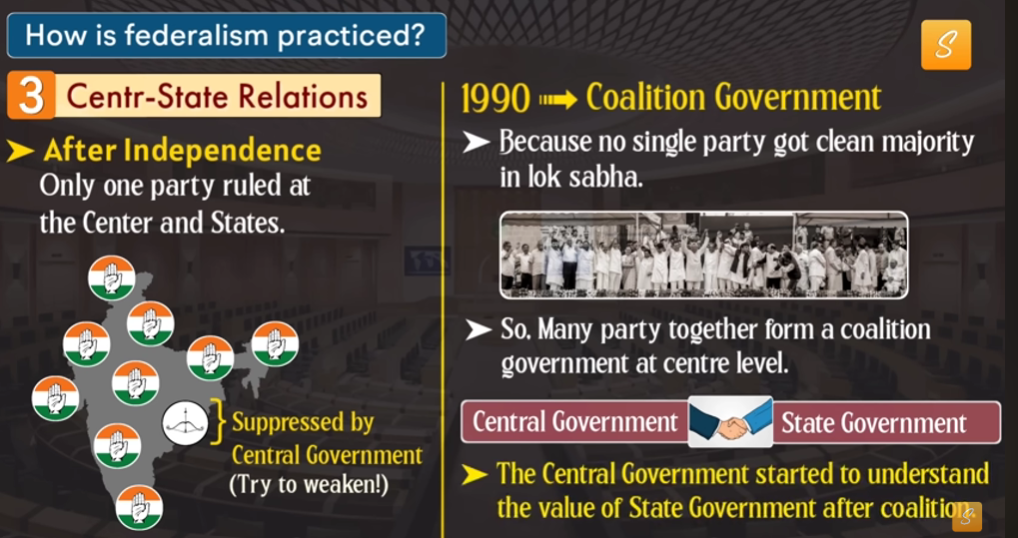 How is federalism practiced?
S
3 Centr-State Relations
After Independence
Only one party ruled at
the Center and States.
Suppressed by
Central Government
(Try to weaken!)
1990 Coalition Government
Because no single party got clean majority
in lok sabha.
So. Many party together form a coalition
government at centre level.
Central Government State Government
The Central Government started to understand
the value of State Government after coalition.
S